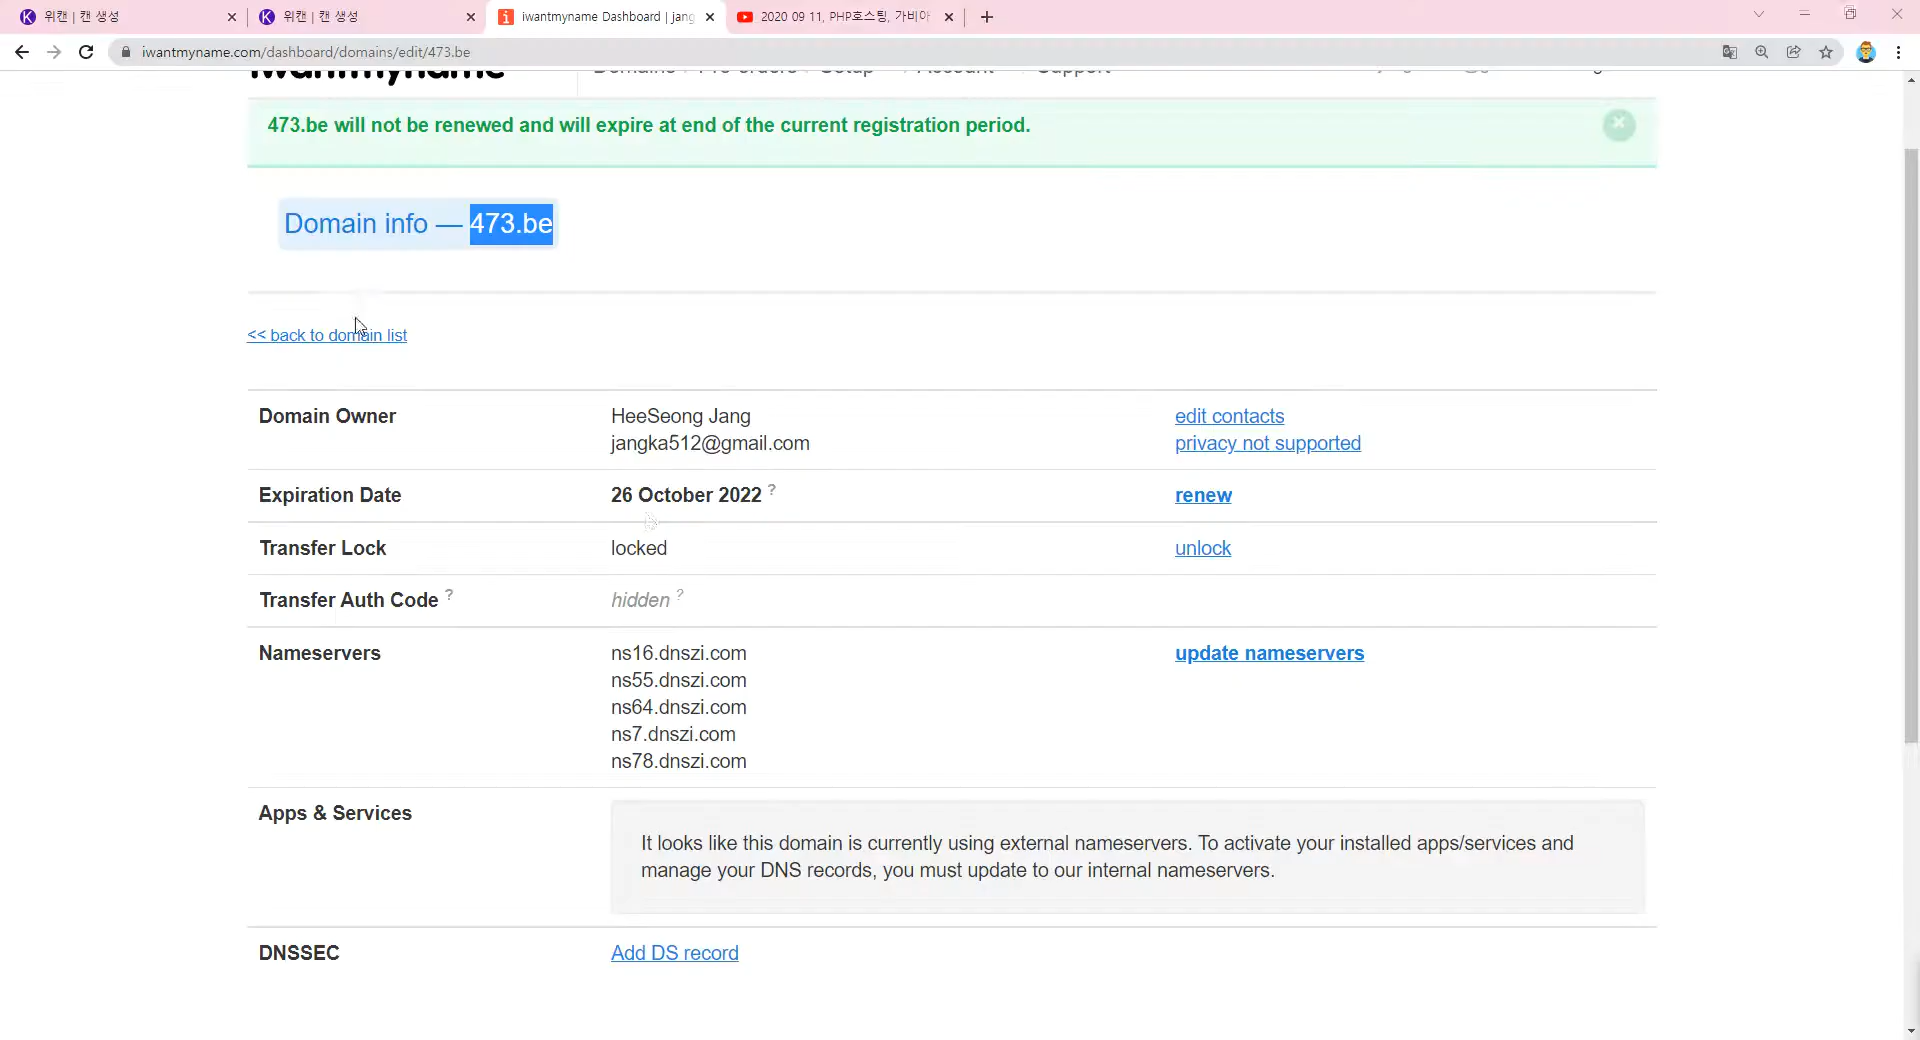 위캔 | 캔 생성
위캔 | 캔 생성
iwantmyname Dashboard | jang
2020 09 11, PHP호스팅, 가비아
iwantmyname.com/dashboard/domains/edit/473.be
iwantmyname
Domains
Pre-orders
Setup
Account
Support
473.be will not be renewed and will expire at end of the current registration period.
Domain info — 473.be
<< back to domain list
Domain Owner
HeeSeong Jang
edit contacts
jangka512@gmail.com
privacy not supported
Expiration Date
26 October 2022 ?
renew
Transfer Lock
locked
unlock
Transfer Auth Code ?
hidden ?
Nameservers
ns16.dnszi.com
update nameservers
ns55.dnszi.com
ns64.dnszi.com
ns7.dnszi.com
ns78.dnszi.com
Apps & Services
It looks like this domain is currently using external nameservers. To activate your installed apps/services and
manage your DNS records, you must update to our internal nameservers.
DNSSEC
Add DS record